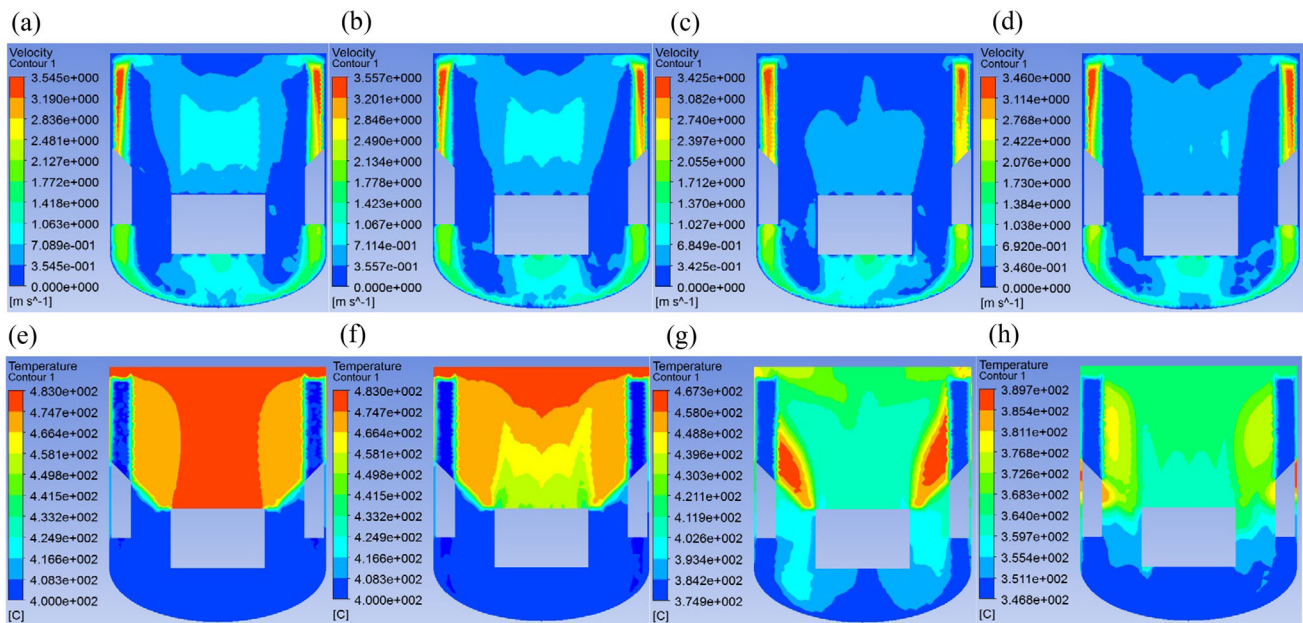 (a)
Velocity
Contour 1
3.545e+000
3.190e+000
2.836e+000
2.481e+000
2.127e+000
1.772e+000
1.418e+000
1.063e+000
7.089e-001
3.545e-001
0.000e+000
[m s^-1]
(b)
Velocity
Contour 1
3.557e+000
3.201e+000
2.846e+000
2.490e+000
2.134e+000
1.778e+000
1.423e+000
1.067e+000
7.114e-001
3.557e-001
0.000e+000
[m s^-1]
(c)
Velocity
Contour 1
3.425e+000
3.082e+000
2.740e+000
2.397e+000
2.055e+000
1.712e+000
1.370e+000
1.027e+000
6.849e-001
3.425e-001
0.000e+000
[m s^-1]
(d)
Velocity
Contour 1
3.460e+000
3.114e+000
2.768e+000
2.422e+000
2.076e+000
1.730e+000
1.384e+000
1.038e+000
6.920e-001
3.460e-001
0.000e+000
[m s^-1]
(e)
Temperature
Contour 1
4.830e+002
4.747e+002
4.664e+002
4.581e+002
4.498e+002
4.415e+002
4.332e+002
4.249e+002
4.166e+002
4.083e+002
4.000e+002
[C]
(f)
Temperature
Contour 1
4.830e+002
4.747e+002
4.664e+002
4.581e+002
4.498e+002
4.415e+002
4.332e+002
4.249e+002
4.166e+002
4.083e+002
4.000e+002
[C]
(g)
Temperature
Contour 1
4.673e+002
4.580e+002
4.488e+002
4.396e+002
4.303e+002
4.211e+002
4.119e+002
4.026e+002
3.934e+002
3.842e+002
3.749e+002
[C]
(h)
Temperature
Contour 1
3.897e+002
3.854e+002
3.811e+002
3.768e+002
3.726e+002
3.683e+002
3.640e+002
3.597e+002
3.554e+002
3.511e+002
3.468e+002
[C]